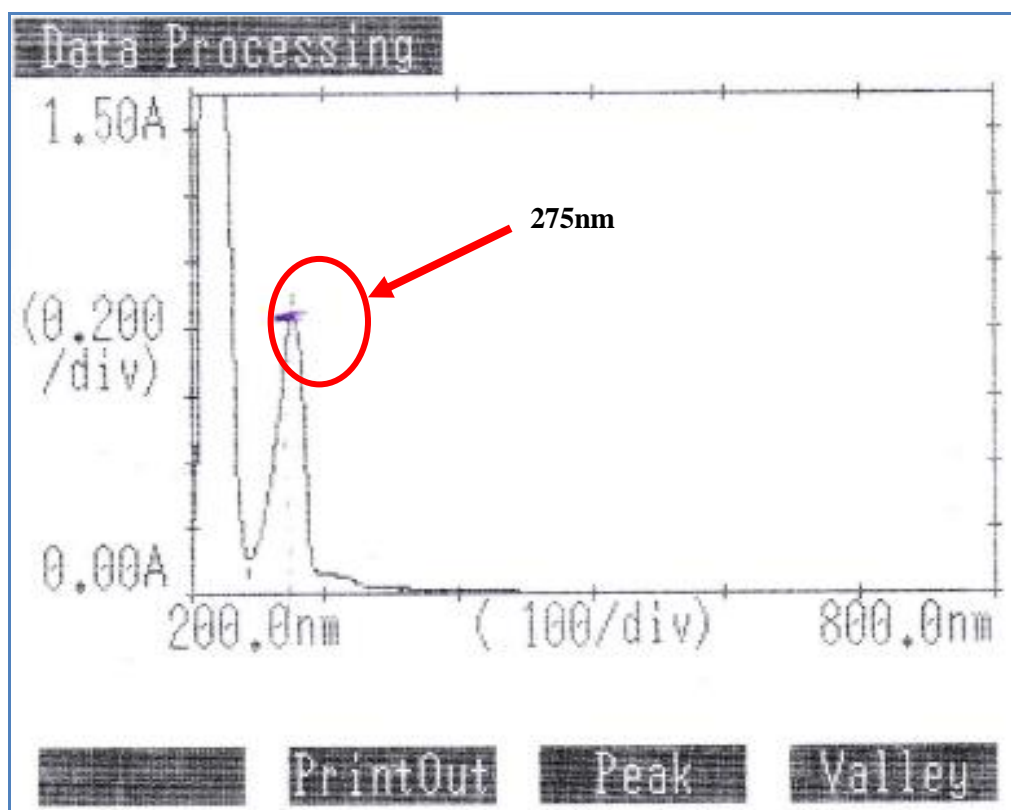 Data Processing
1.50A
275nm
(0.200
/div)
0.00A
200.0nm ( 100/div) 800.0nm
PrintOut Peak Valley